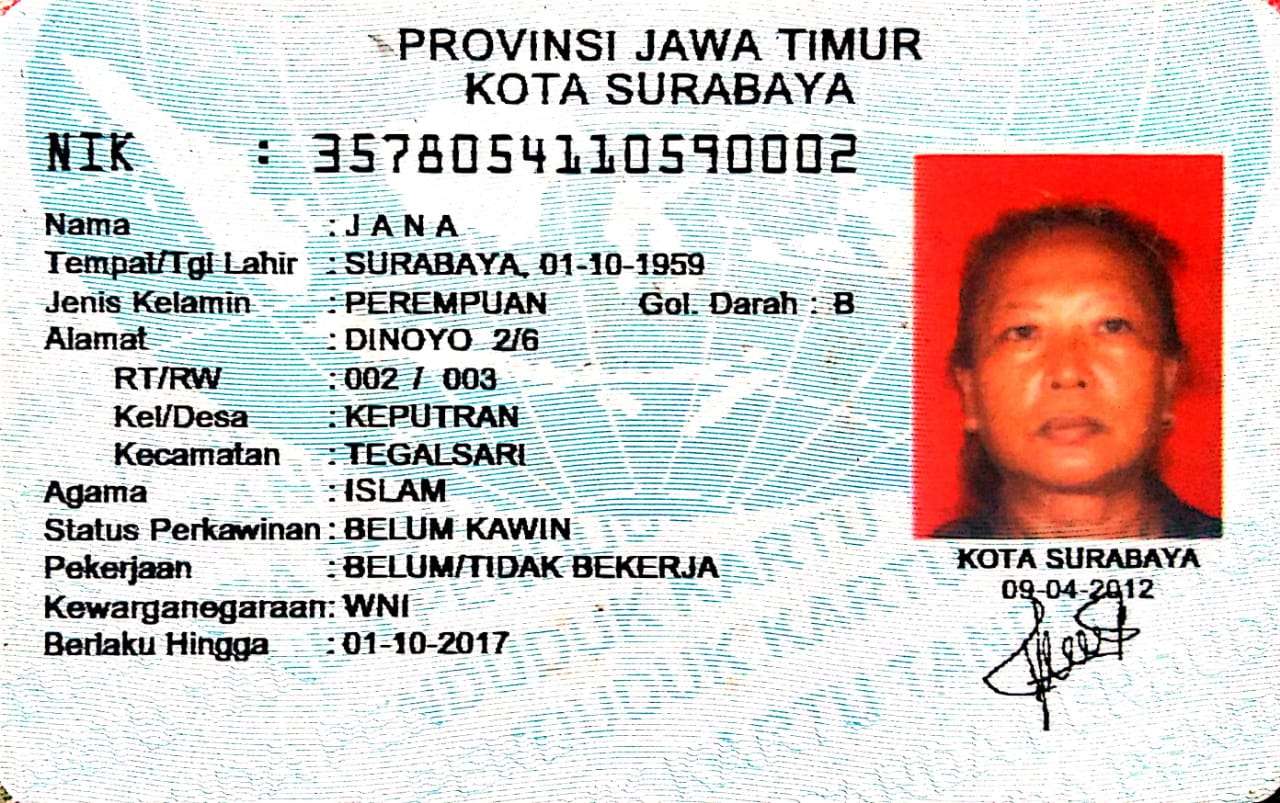 PROVINSI JAWA TIMUR
KOTA SURABAYA
NIK : 3578054110590002
Nama : J A N A
Tempat/Tgl Lahir : SURABAYA, 01-10-1959
Jenis Kelamin : PEREMPUAN Gol. Darah : B
Alamat : DINOYO 2/6
RT/RW : 002 / 003
Kel/Desa : KEPUTRAN
Kecamatan : TEGALSARI
Agama : ISLAM
Status Perkawinan : BELUM KAWIN
Pekerjaan : BELUM/TIDAK BEKERJA
Kewarganegaraan: WNI
Berlaku Hingga : 01-10-2017
KOTA SURABAYA
09-04-2012